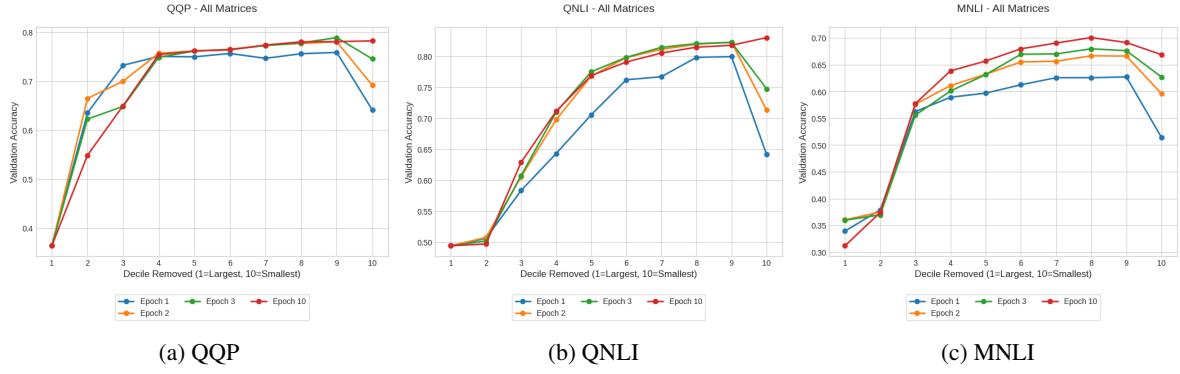 QQP - All Matrices
Validation Accuracy
0.8
0.7
0.6
0.5
0.4
1 2 3 4 5 6 7 8 9 10
Decile Removed (1=Largest, 10=Smallest)
Epoch 1 Epoch 3 Epoch 10
Epoch 2
(a) QQP
QNLI - All Matrices
Validation Accuracy
0.80
0.75
0.70
0.65
0.60
0.55
0.50
1 2 3 4 5 6 7 8 9 10
Decile Removed (1=Largest, 10=Smallest)
Epoch 1 Epoch 3 Epoch 10
Epoch 2
(b) QNLI
MNLI - All Matrices
Validation Accuracy
0.70
0.65
0.60
0.55
0.50
0.45
0.40
0.35
0.30
1 2 3 4 5 6 7 8 9 10
Decile Removed (1=Largest, 10=Smallest)
Epoch 1 Epoch 3 Epoch 10
Epoch 2
(c) MNLI